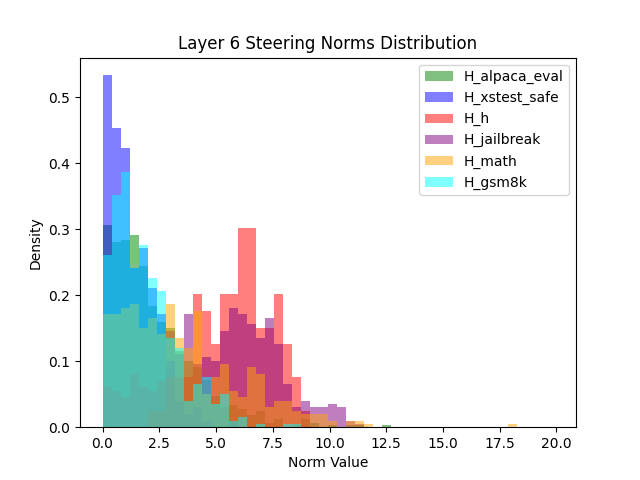 Layer 6 Steering Norms Distribution
H_alpaca_eval
H_xstest_safe
H_h
H_jailbreak
H_math
H_gsm8k
0.5
0.4
0.3
0.2
0.1
0.0
Density
0.0 2.5 5.0 7.5 10.0 12.5 15.0 17.5 20.0
Norm Value